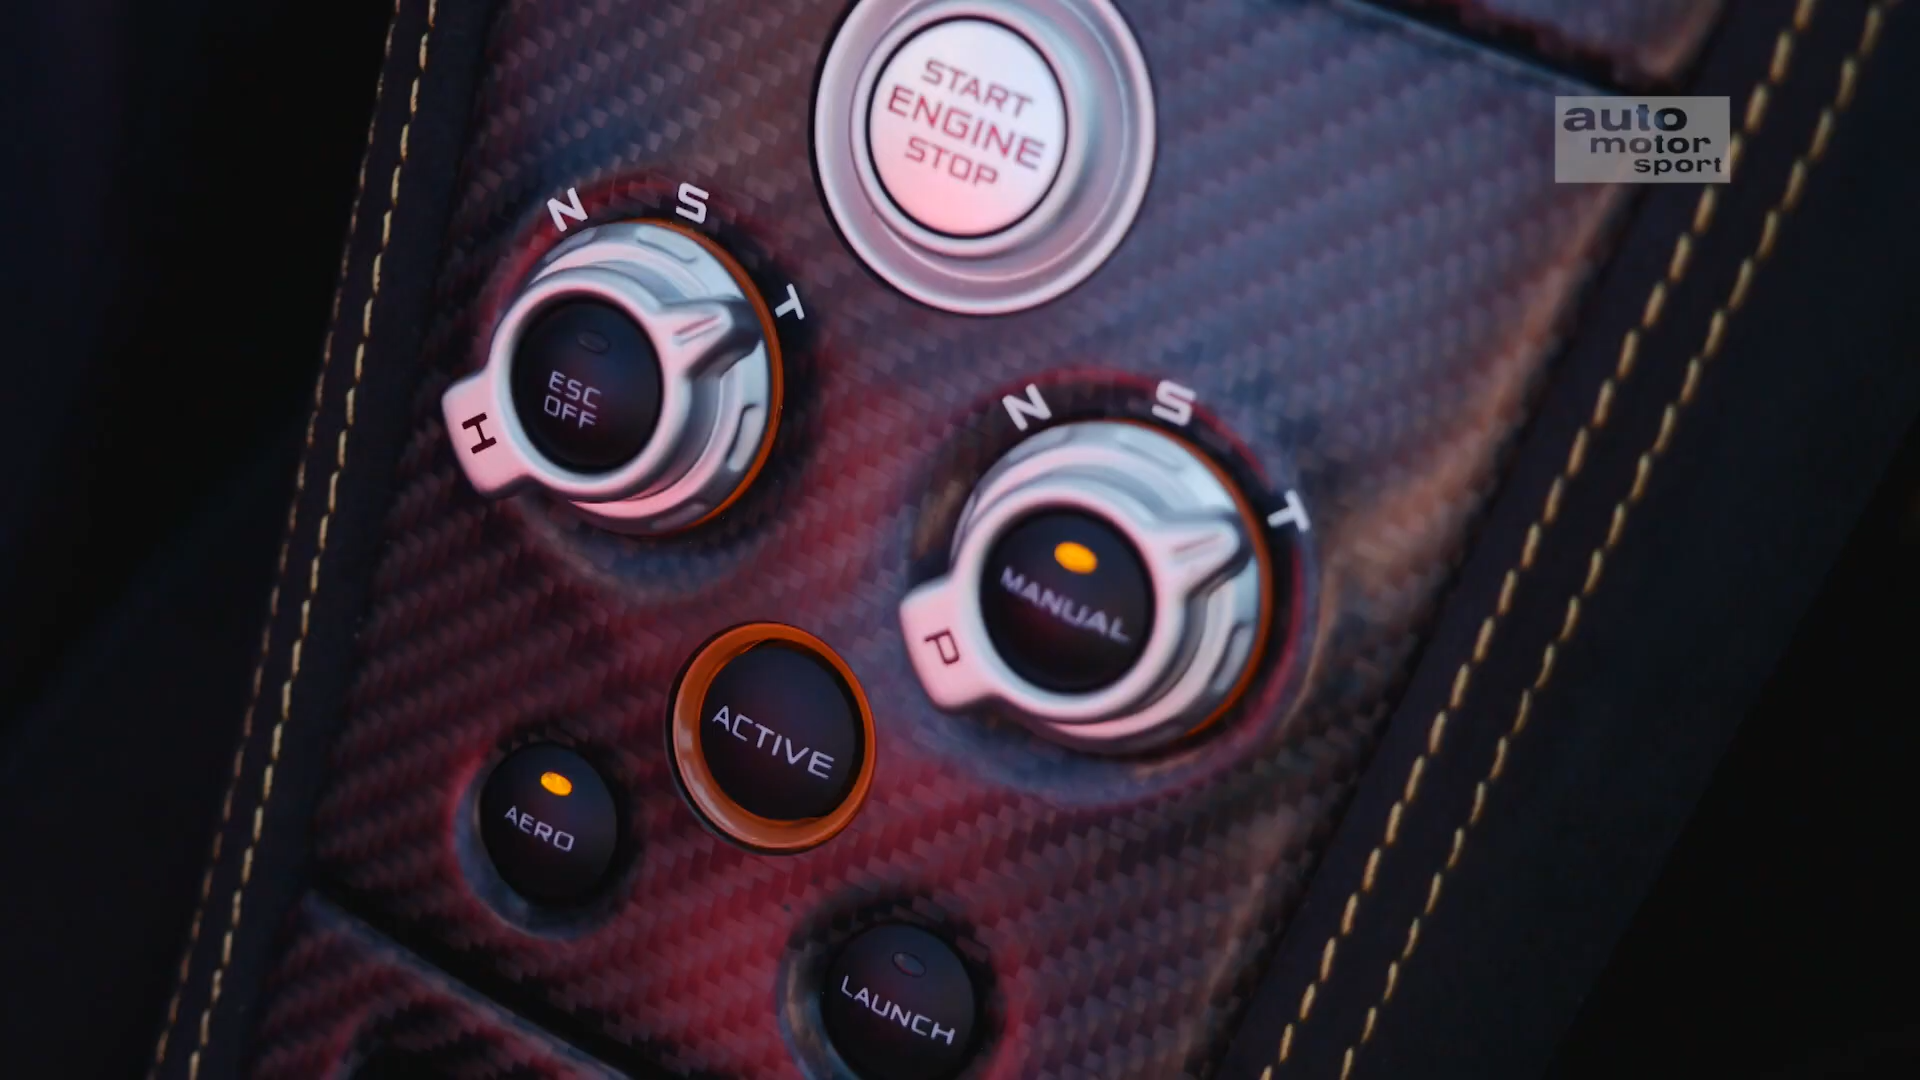 START
ENGINE
STOP
auto
motor
sport
N
S
T
H
ESC
OFF
N
S
T
P
MANUAL
ACTIVE
AERO
LAUNCH